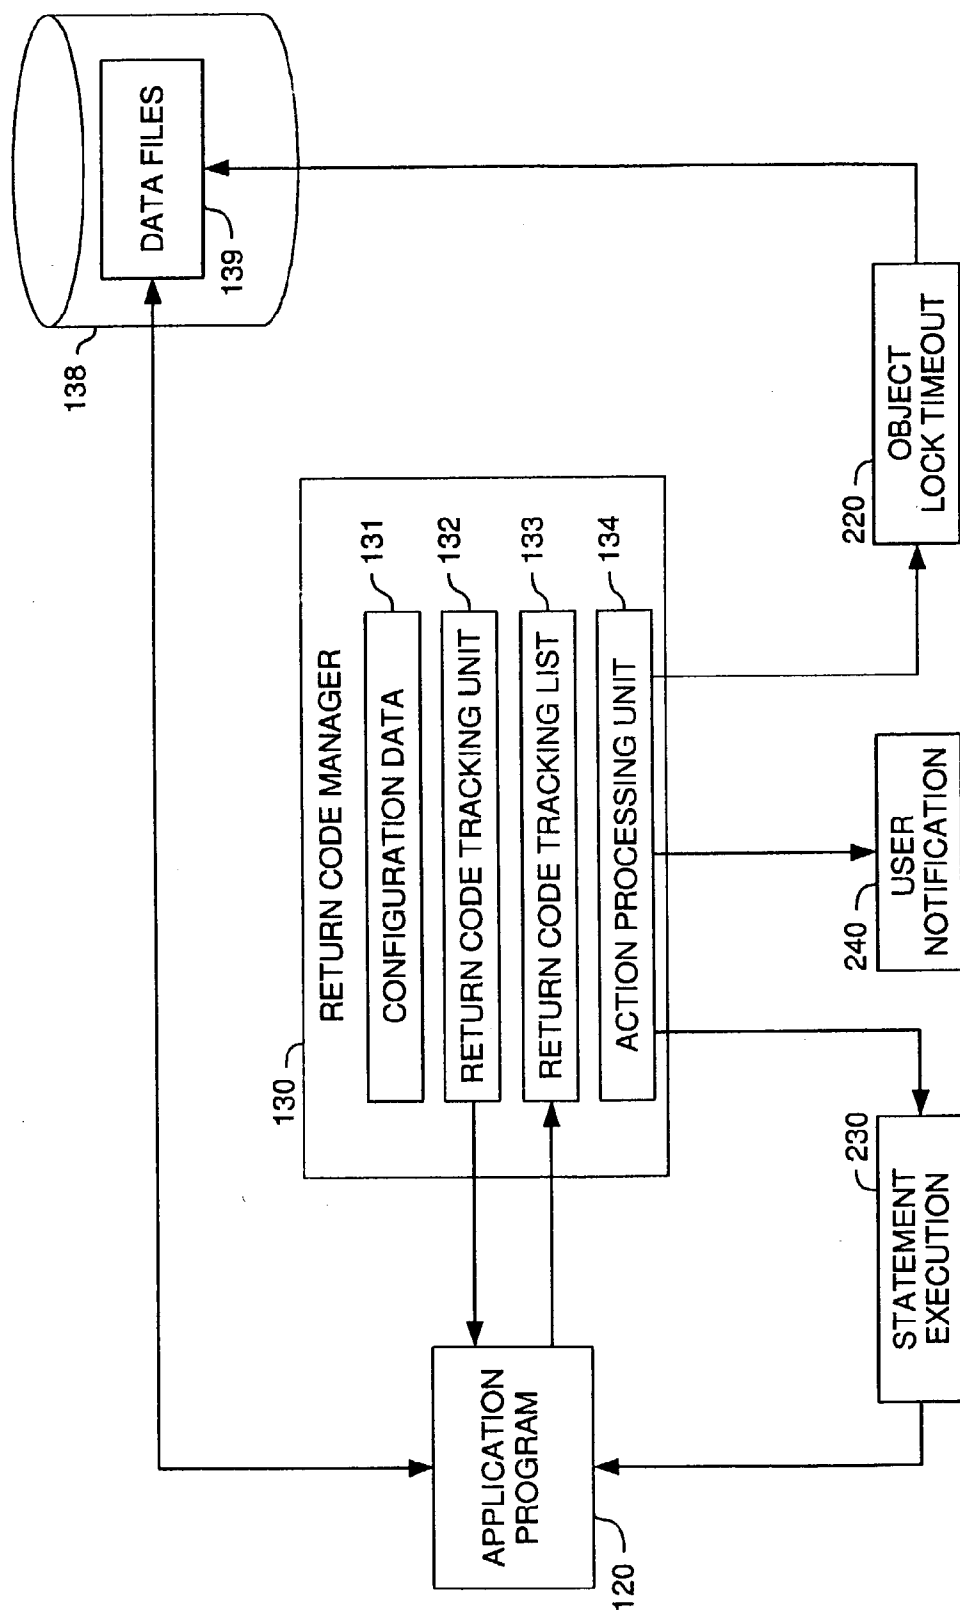 138
DATA FILES
139
130
RETURN CODE MANAGER
CONFIGURATION DATA
131
RETURN CODE TRACKING UNIT
132
RETURN CODE TRACKING LIST
133
ACTION PROCESSING UNIT
134
APPLICATION
PROGRAM
120
230
STATEMENT
EXECUTION
240
USER
NOTIFICATION
220
OBJECT
LOCK TIMEOUT